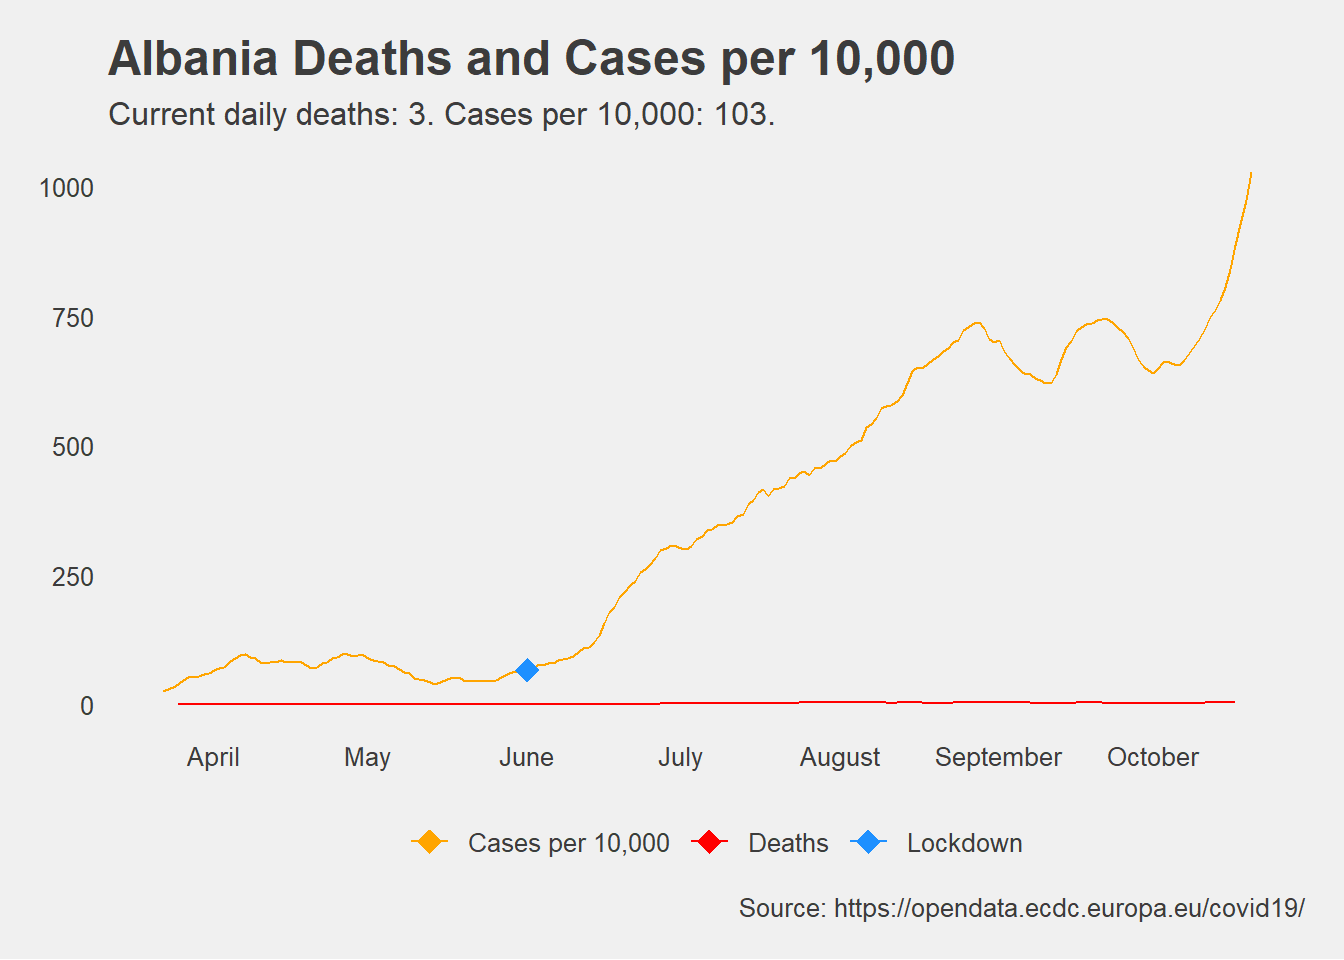 Albania Deaths and Cases per 10,000
Current daily deaths: 3. Cases per 10,000: 103.
1000
750
500
250
0
April May June July August September October
Cases per 10,000 Deaths Lockdown
Source: https://opendata.ecdc.europa.eu/covid19/